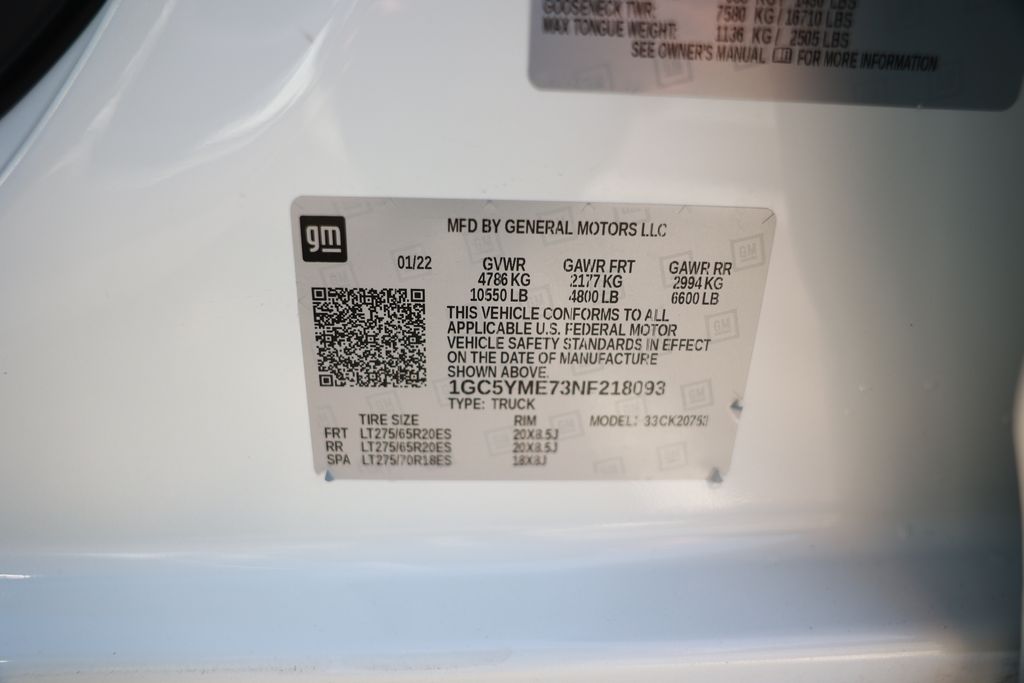 GOOSENECK TWR: 7580 KG/16710 LBS
MAX TONGUE WEIGHT: 1136 KG/ 2505 LBS
SEE OWNER'S MANUAL FOR MORE INFORMATION
gm
MFD BY GENERAL MOTORS LLC
01/22 GVWR GAWR FRT GAWR RR
4786 KG 2177 KG 2994 KG
10550 LB 4800 LB 6600 LB
THIS VEHICLE CONFORMS TO ALL
APPLICABLE U.S. FEDERAL MOTOR
VEHICLE SAFETY STANDARDS IN EFFECT
ON THE DATE OF MANUFACTURE
SHOWN ABOVE.
1GC5YME73NF218093
TYPE: TRUCK
TIRE SIZE RIM MODEL:
FRT LT275/65R20ES 20X8.5J
RR LT275/65R20ES 20X8.5J
SPA LT275/70R18ES 18X8J